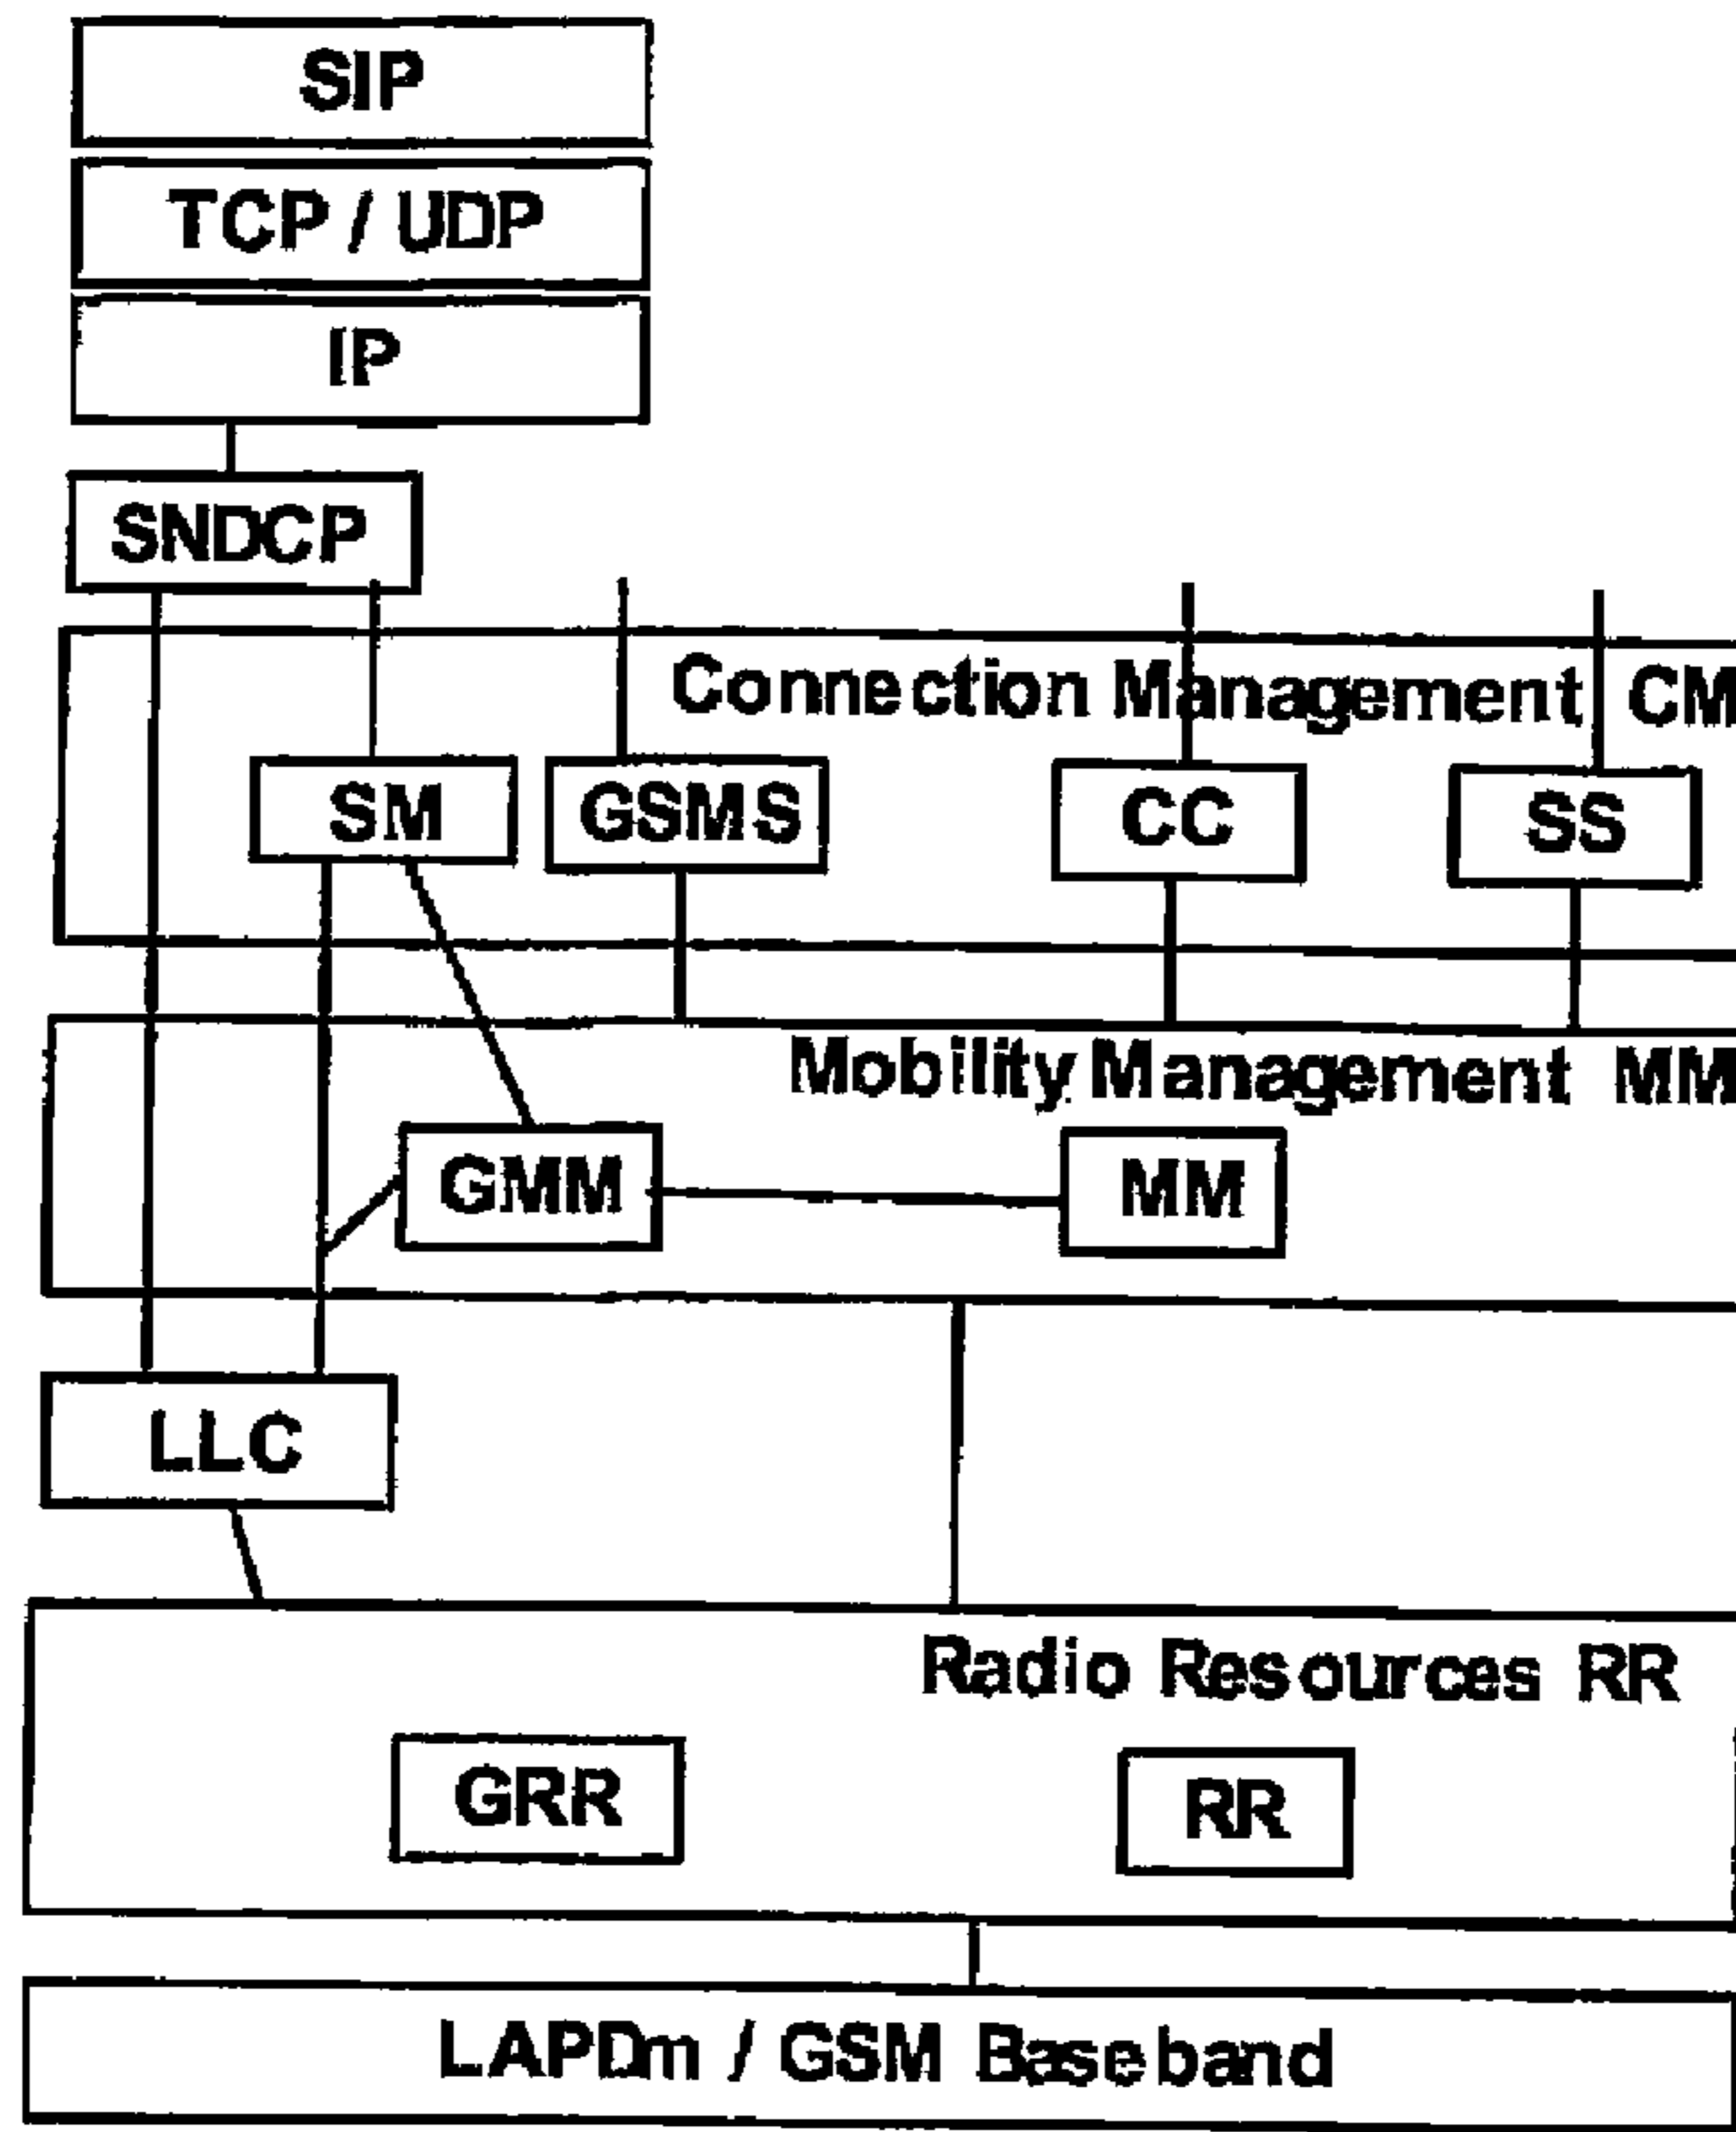 SIP
TCP / UDP
IP
SNDCP
Connection Management CM
SM GSMS CC SS
Mobility Management MM
GMM MM
LLC
Radio Resources RR
GRR RR
LAPDm / GSM Baseband